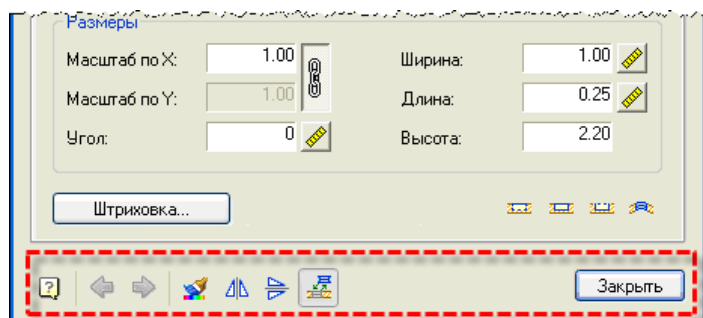 Размеры
Масштаб по X: 1.00 Ширина: 1.00
Масштаб по Y: 1.00 Длина: 0.25
Угол: 0 Высота: 2.20
Штриховка...
? Закрыть